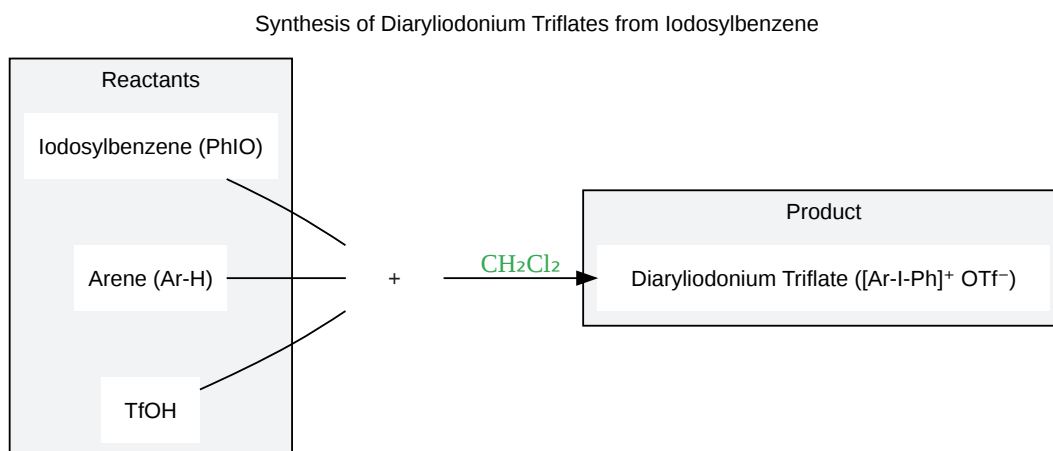 Synthesis of Diaryliodonium Triflates from Iodosylbenzene
Reactants
Iodosylbenzene (PhIO)
Arene (Ar-H)
TfOH
+
CH₂Cl₂
Product
Diaryliodonium Triflate ([Ar-I-Ph]⁺ OTf⁻)